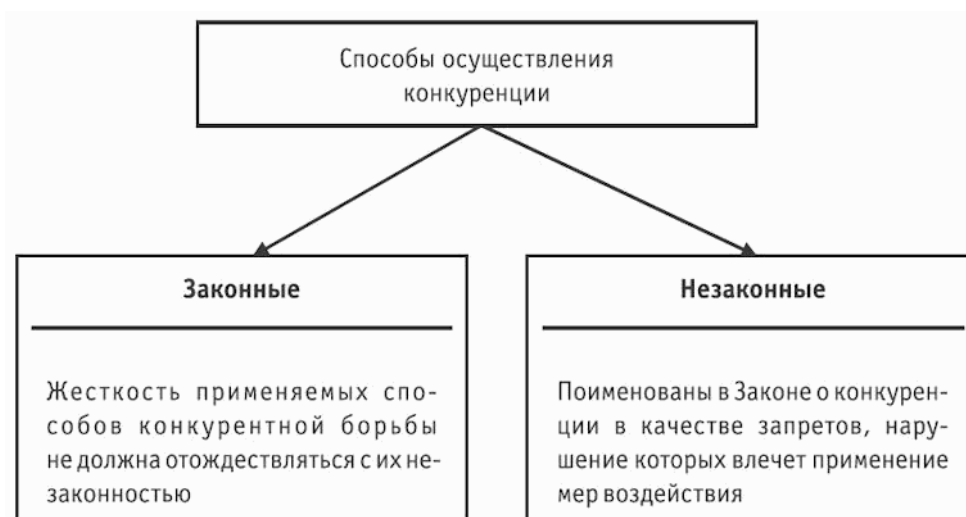 Способы осуществления
конкуренции
Законные
Жесткость применяемых спо-
собов конкурентной борьбы
не должна отождествляться с их не-
законностью
Незаконные
Поименованы в Законе о конкурен-
ции в качестве запретов, нару-
шение которых влечет применение
мер воздействия